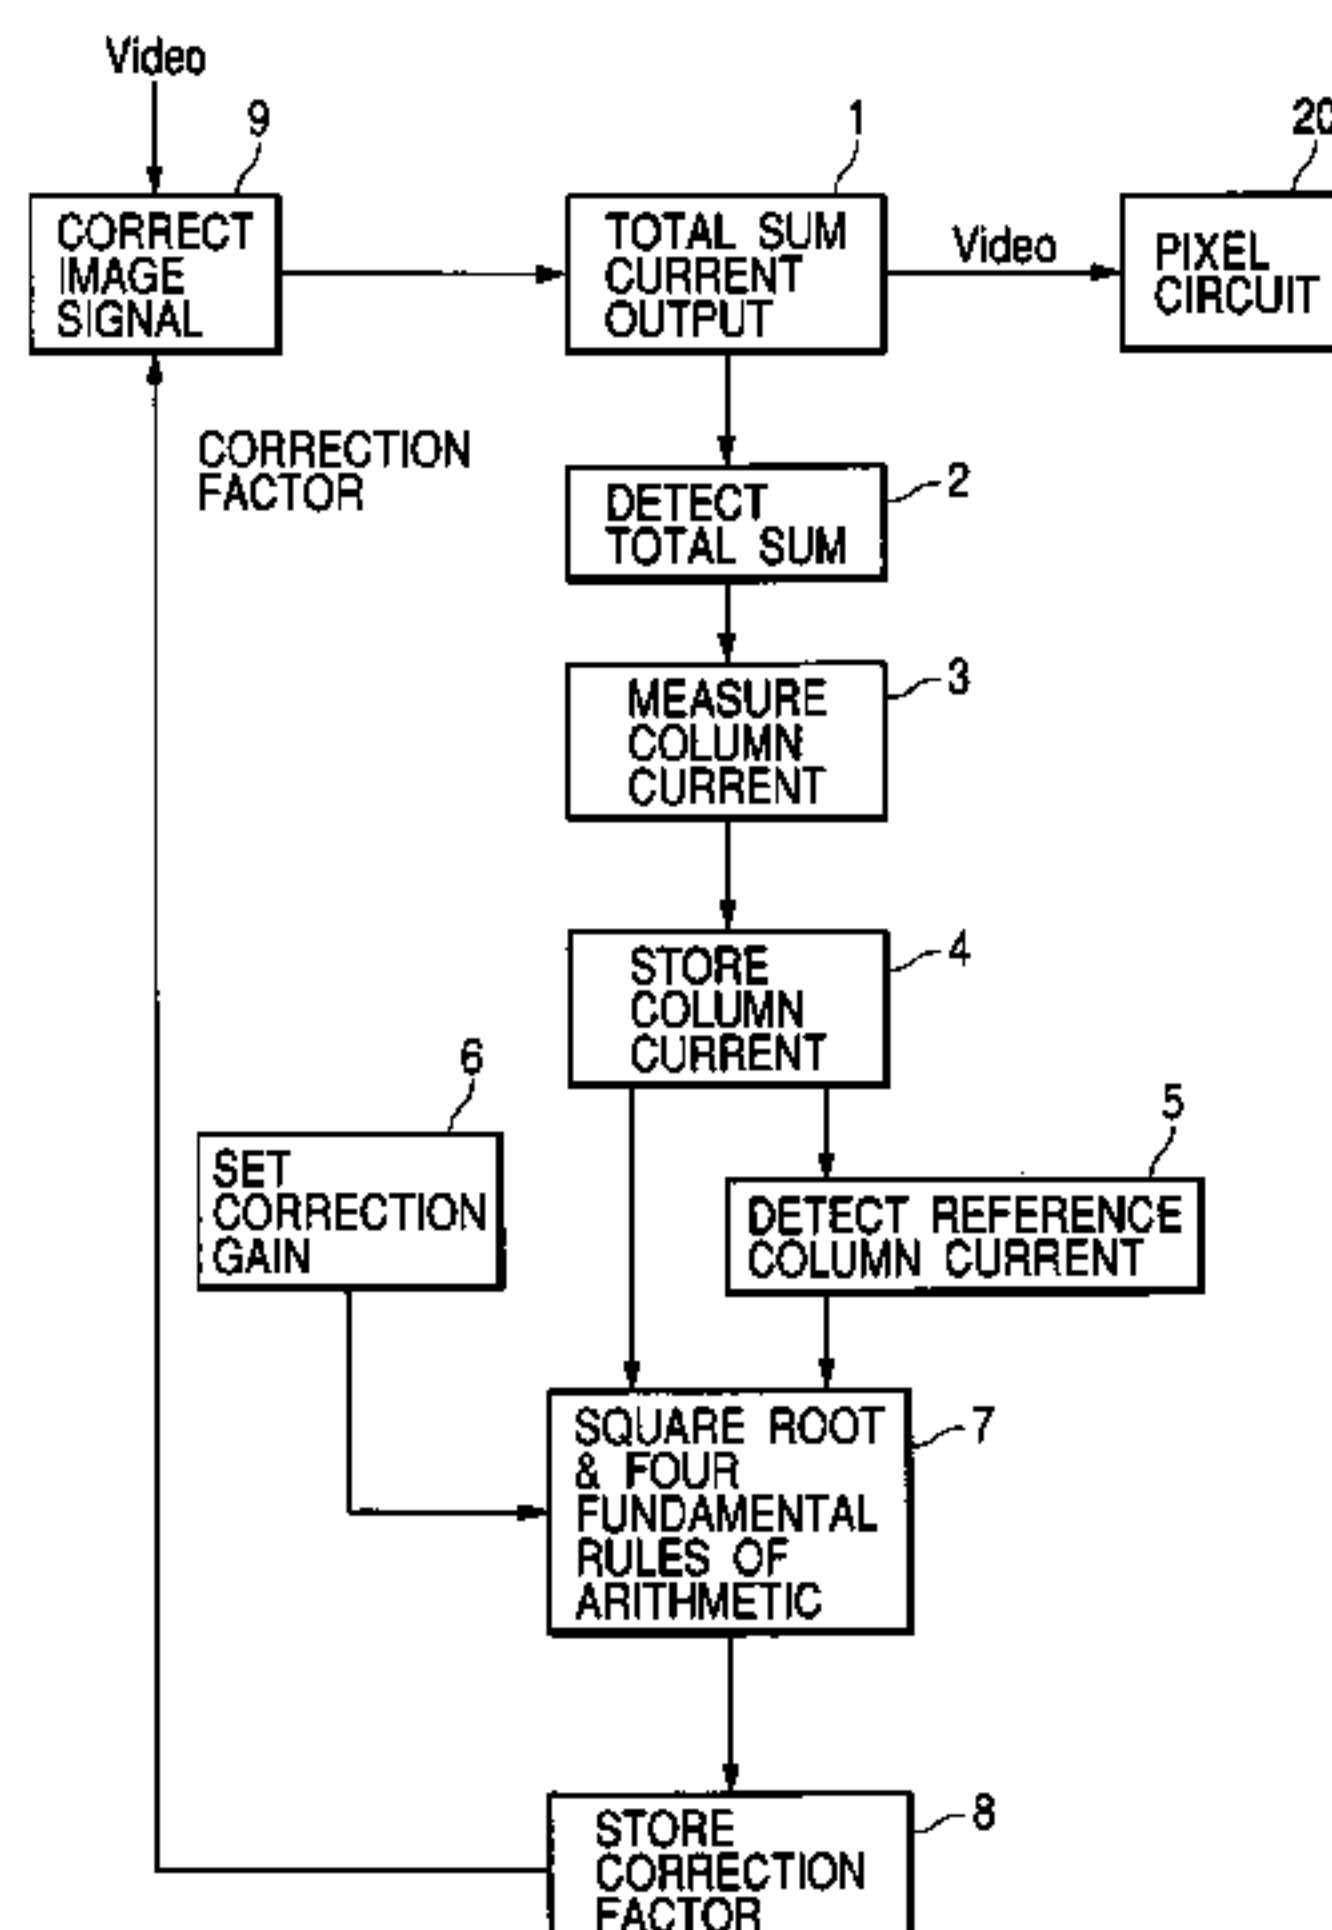 Video
9
1
20
CORRECT
IMAGE
SIGNAL
TOTAL SUM
CURRENT
OUTPUT
Video
PIXEL
CIRCUIT
CORRECTION
FACTOR
2
DETECT
TOTAL SUM
3
MEASURE
COLUMN
CURRENT
4
STORE
COLUMN
CURRENT
6
SET
CORRECTION
GAIN
5
DETECT REFERENCE
COLUMN CURRENT
7
SQUARE ROOT
& FOUR
FUNDAMENTAL
RULES OF
ARITHMETIC
8
STORE
CORRECTION
FACTOR